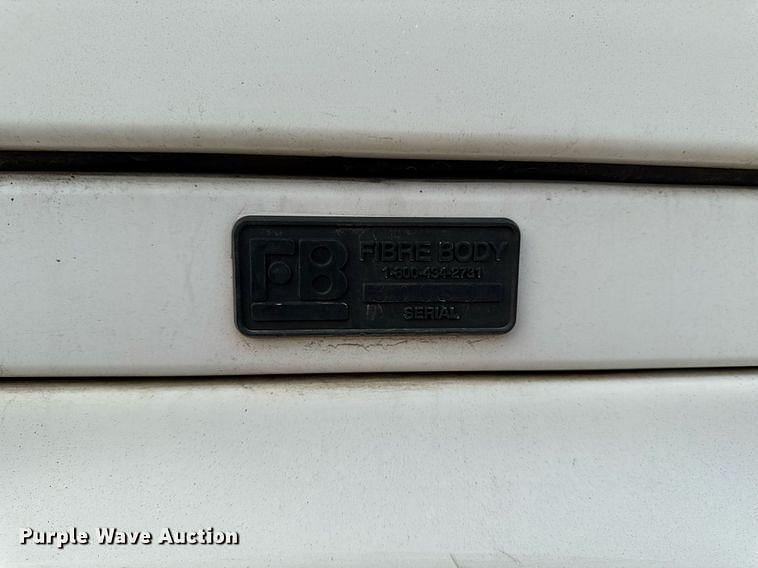 FB
FIBRE BODY
1-800-434-2731
SERIAL
Purple Wave Auction